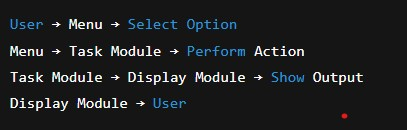 User → Menu → Select Option
Menu → Task Module → Perform Action
Task Module → Display Module → Show Output
Display Module → User